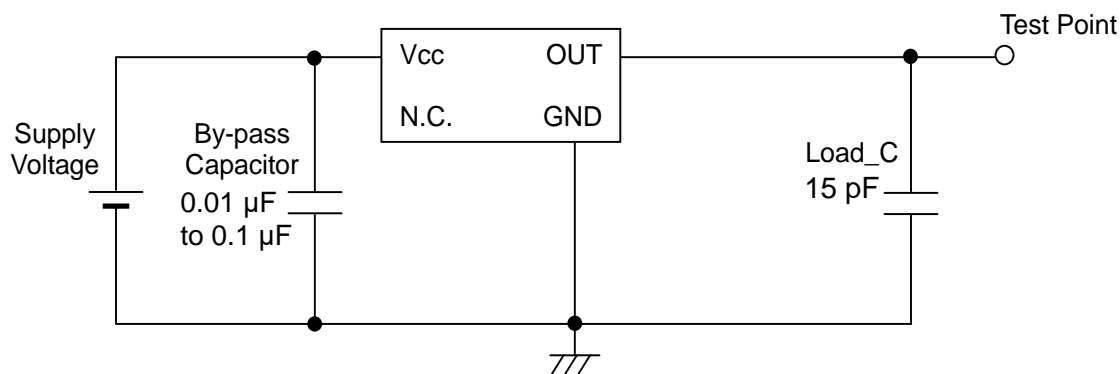 Test Point
Vcc
OUT
N.C.
GND
Supply
Voltage
By-pass
Capacitor
0.01 µF
to 0.1 µF
Load_C
15 pF